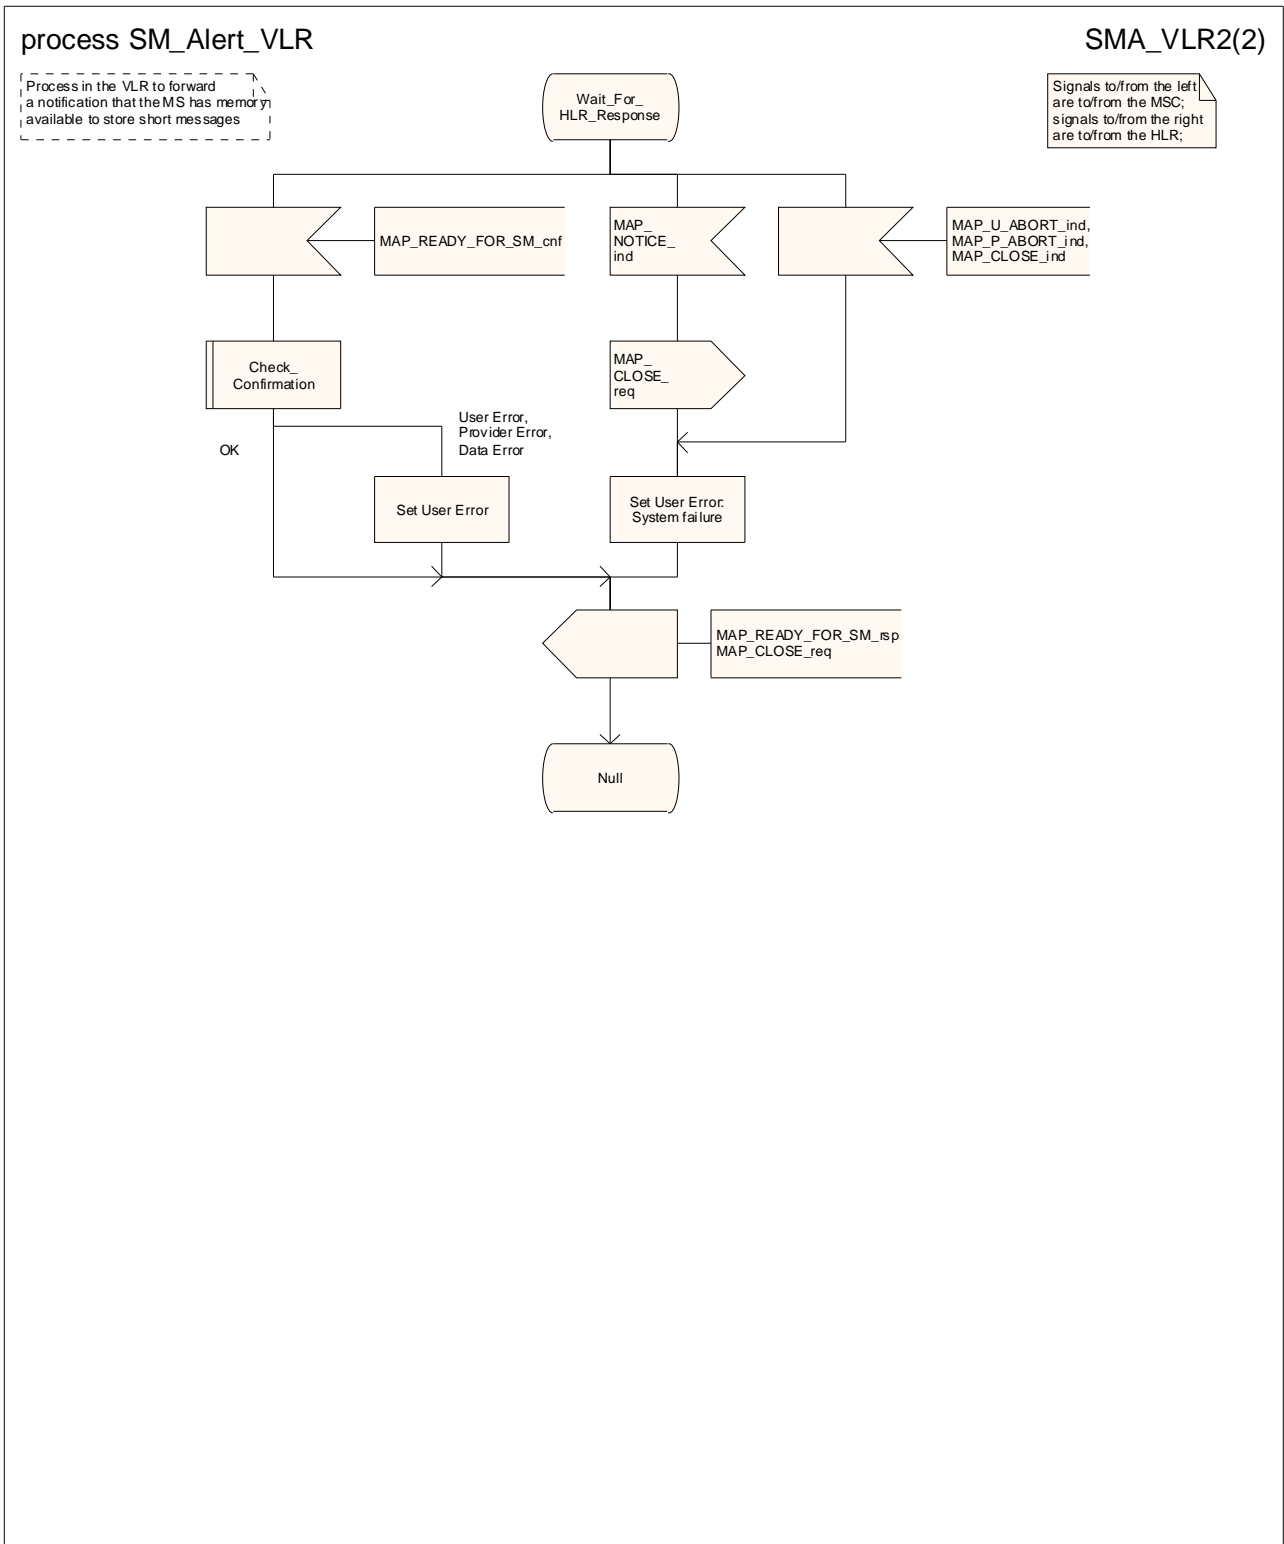 process SM_Alert_VLR
SMA_VLR2(2)
Process in the VLR to forward
a notification that the MS has memory
available to store short messages
Wait_For_
HLR_Response
Signals to/from the left
are to/from the MSC;
signals to/from the right
are to/from the HLR;
MAP_READY_FOR_SM_cnf
MAP_
NOTICE_
ind
MAP_U_ABORT_ind,
MAP_P_ABORT_ind,
MAP_CLOSE_ind
Check_
Confirmation
MAP_
CLOSE_
req
OK
User Error,
Provider Error,
Data Error
Set User Error
Set User Error:
System failure
MAP_READY_FOR_SM_rsp
MAP_CLOSE_req
Null